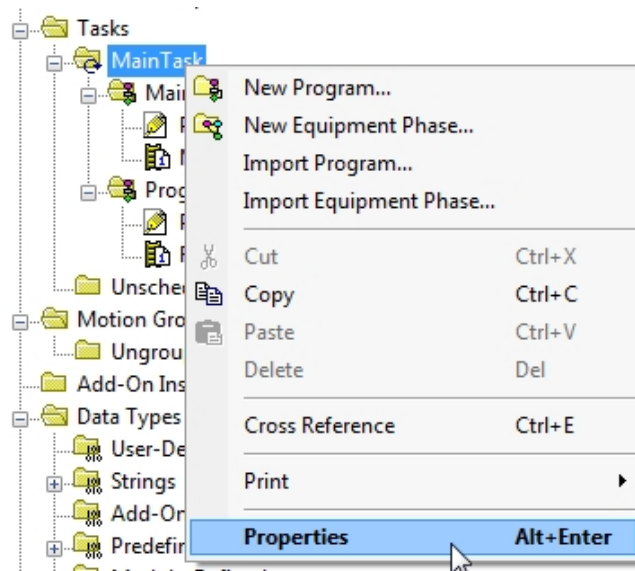 Tasks
MainTask
New Program...
New Equipment Phase...
Import Program...
Import Equipment Phase...
Cut Ctrl+X
Copy Ctrl+C
Paste Ctrl+V
Delete Del
Cross Reference Ctrl+E
Print
Properties Alt+Enter
Mai
Prog
Unsche
Motion Gro
Ungrou
Add-On Ins
Data Types
User-De
Strings
Add-On
Predefin